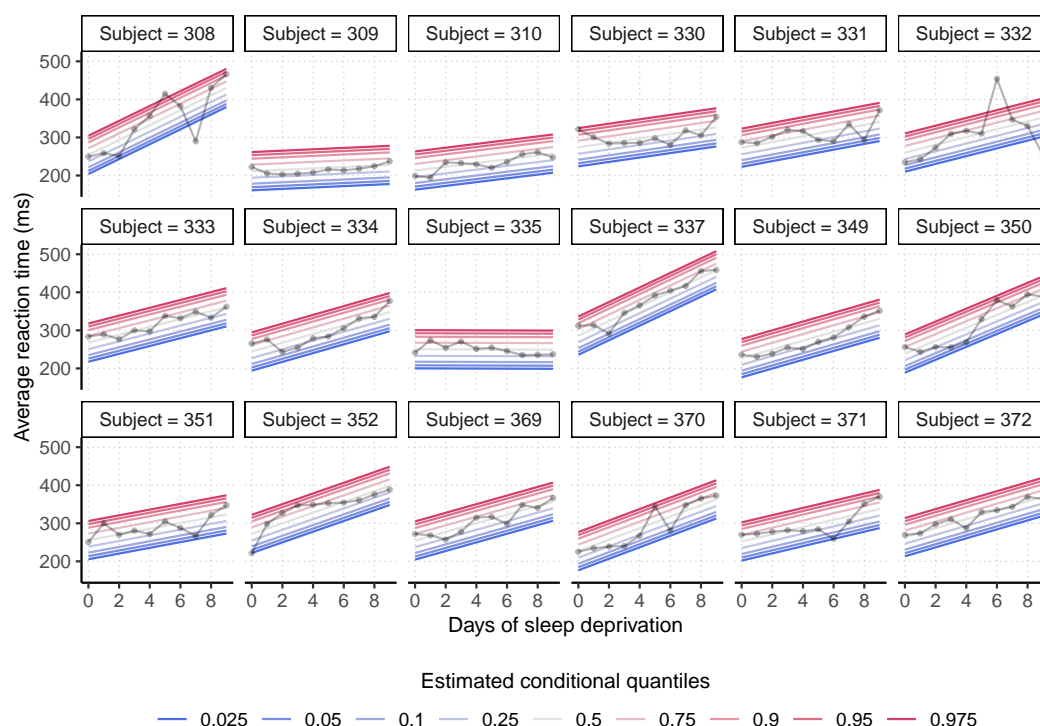 Subject = 308 Subject = 309 Subject = 310 Subject = 330 Subject = 331 Subject = 332
500
400
300
200
Subject = 333 Subject = 334 Subject = 335 Subject = 337 Subject = 349 Subject = 350
500
400
300
200
Subject = 351 Subject = 352 Subject = 369 Subject = 370 Subject = 371 Subject = 372
500
400
300
200
Average reaction time (ms)
0 2 4 6 8 0 2 4 6 8 0 2 4 6 8 0 2 4 6 8 0 2 4 6 8 0 2 4 6 8
Days of sleep deprivation
Estimated conditional quantiles
0.025 0.05 0.1 0.25 0.5 0.75 0.9 0.95 0.975